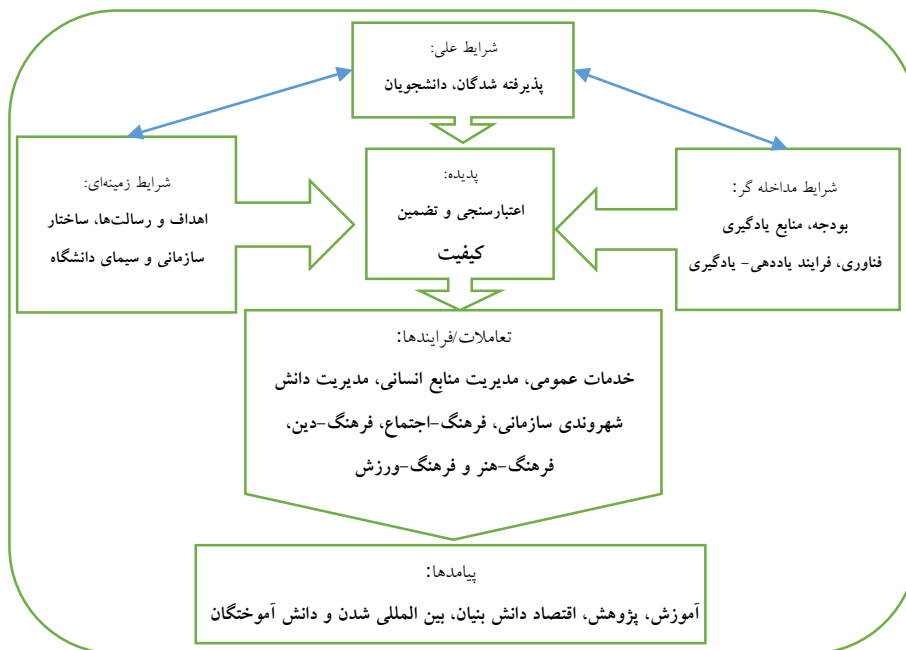 شرایط علی:
پذیرفته شدگان، دانشجویان
شرایط مداخله گر:
بودجه، منابع یادگیری
فناوری، فرایند یاددهی- یادگیری
پدیده:
اعتبارسنجی و تضمین
کیفیت
شرایط زمینه‌ای:
اهداف و رسالت‌ها، ساختار
سازمانی و سیمای دانشگاه
تعاملات/فرایندها:
خدمات عمومی، مدیریت منابع انسانی، مدیریت دانش
شهروندی سازمانی، فرهنگ-اجتماع، فرهنگ-دین،
فرهنگ-هنر و فرهنگ-ورزش
پیامدها:
آموزش، پژوهش، اقتصاد دانش بنیان، بین المللی شدن و دانش آموختگان